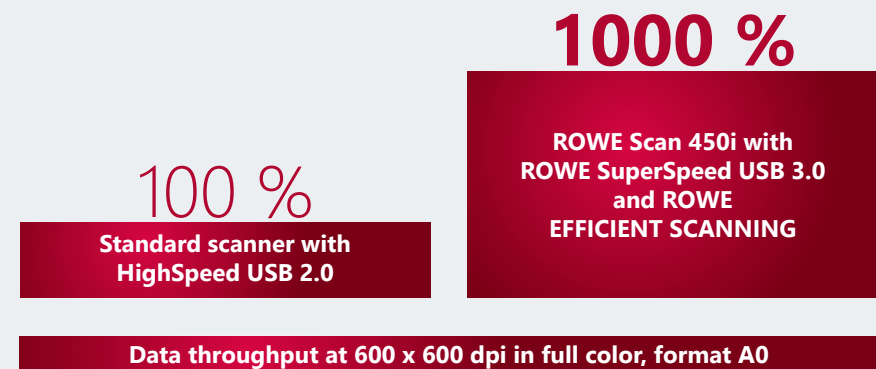 1000 %
ROWE Scan 450i with
ROWE SuperSpeed USB 3.0
and ROWE
EFFICIENT SCANNING
100 %
Standard scanner with
HighSpeed USB 2.0
Data throughput at 600 x 600 dpi in full color, format A0